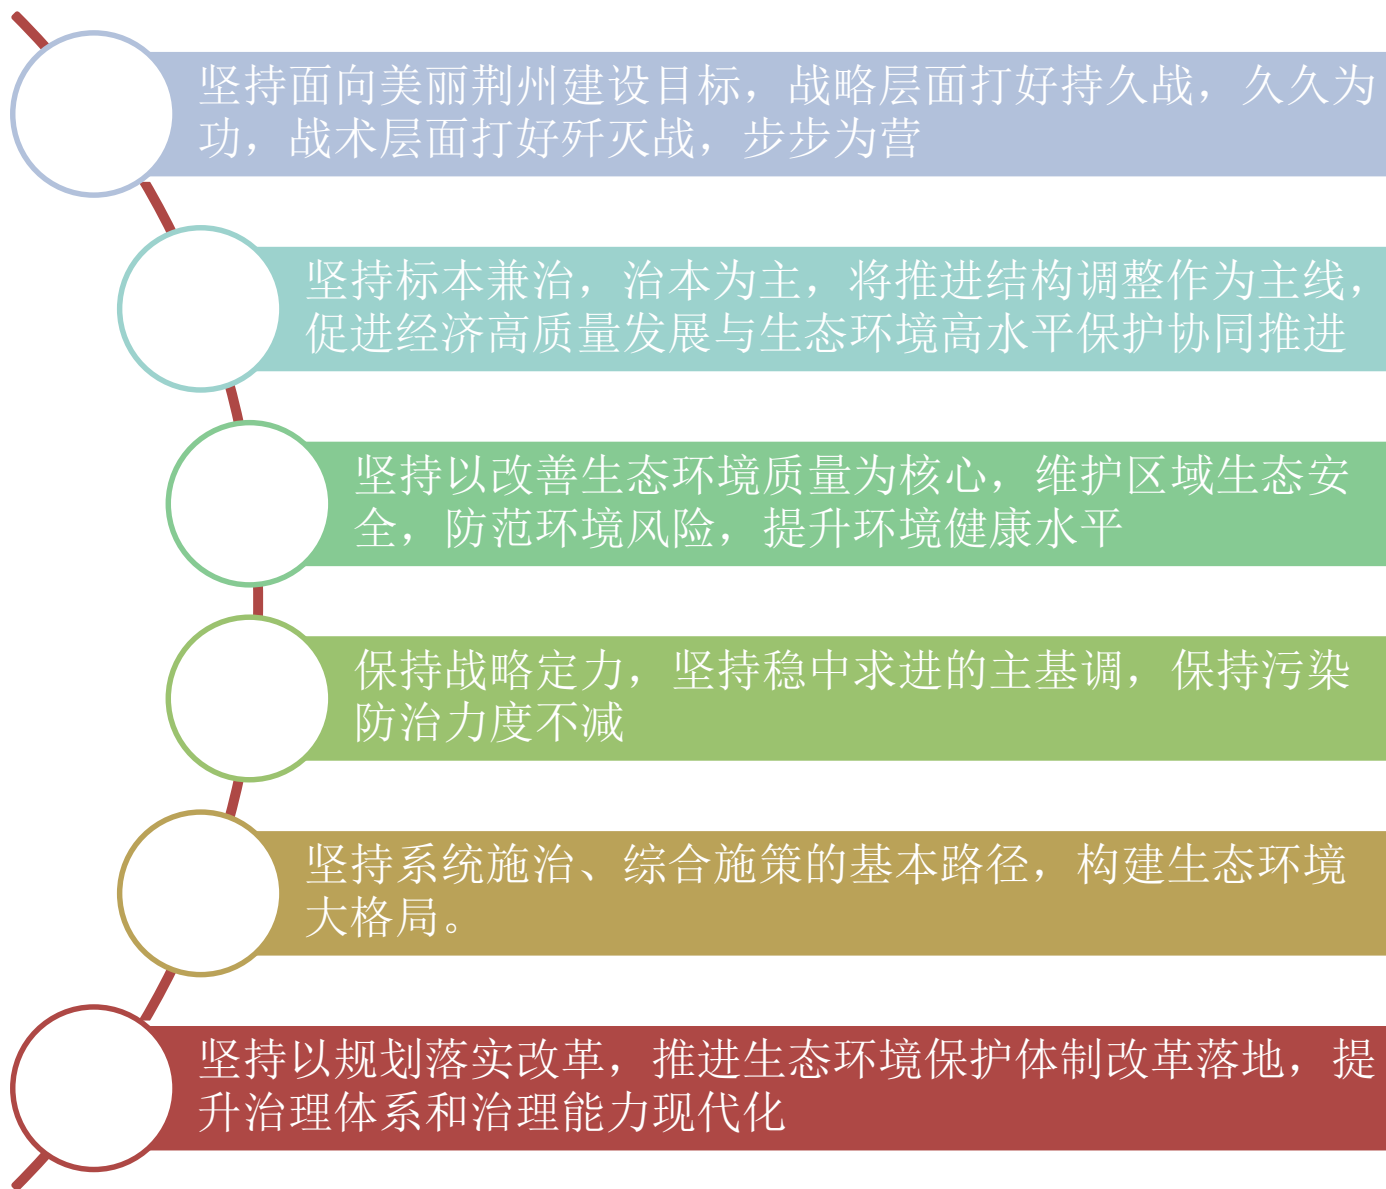 坚持面向美丽荆州建设目标，战略层面打好持久战，久久为
功，战术层面打好歼灭战，步步为营
坚持标本兼治，治本为主，将推进结构调整作为主线，
促进经济高质量发展与生态环境高水平保护协同推进
坚持以改善生态环境质量为核心，维护区域生态安
全，防范环境风险，提升环境健康水平
保持战略定力，坚持稳中求进的主基调，保持污染
防治力度不减
坚持系统施治、综合施策的基本路径，构建生态环境
大格局。
坚持以规划落实改革，推进生态环境保护体制改革落地，提
升治理体系和治理能力现代化